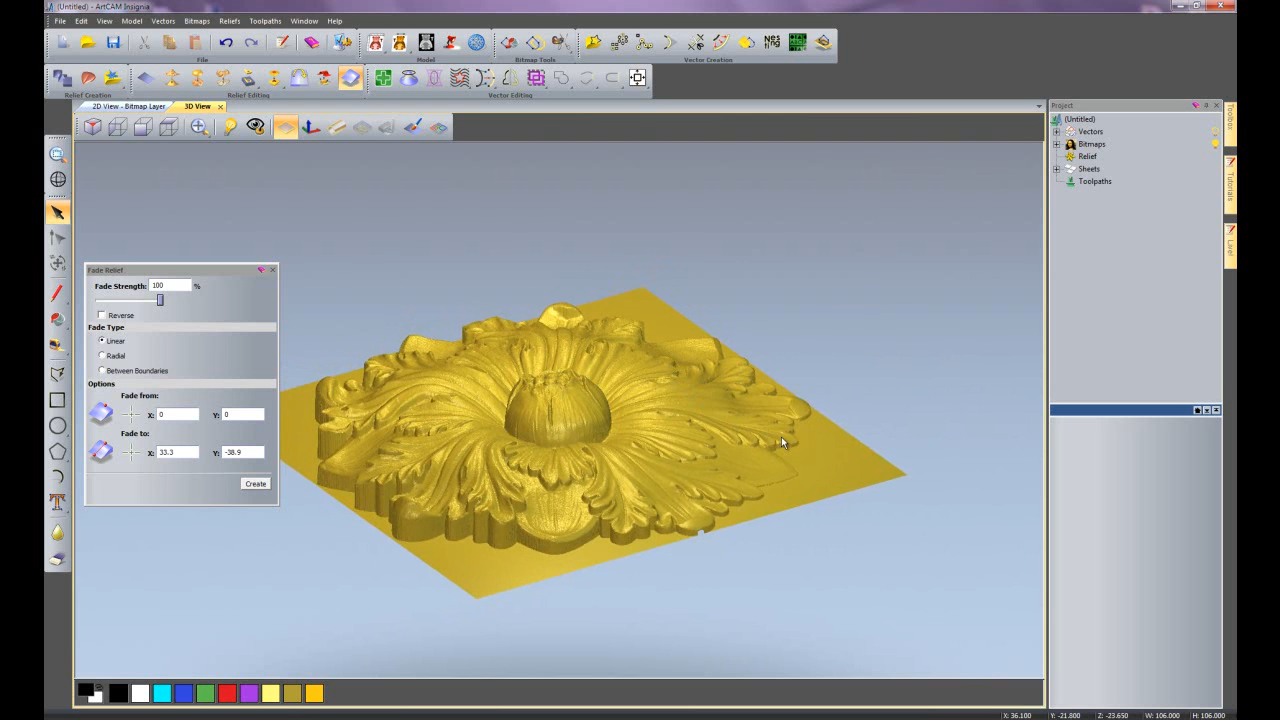 (Untitled) - ArtCAM Insignia
File Edit View Model Vectors Bitmaps Reliefs Toolpaths Window Help
File Model Bitmap Tools Vector Creation
Relief Creation Relief Editing Vector Editing
2D View - Bitmap Layer 3D View
Project
(Untitled)
Vectors
Bitmaps
Relief
Sheets
Toolpaths
Toolbox
Tutorials
Layer
Fade Relief
Fade Strength: 100 %
Reverse
Fade Type
Linear
Radial
Between Boundaries
Options
Fade from:
X: 0 Y: 0
Fade to:
X: 33.3 Y: -38.9
Create
X: 36.100 Y: -21.800 Z: -23.650 W: 106.000 H: 106.000